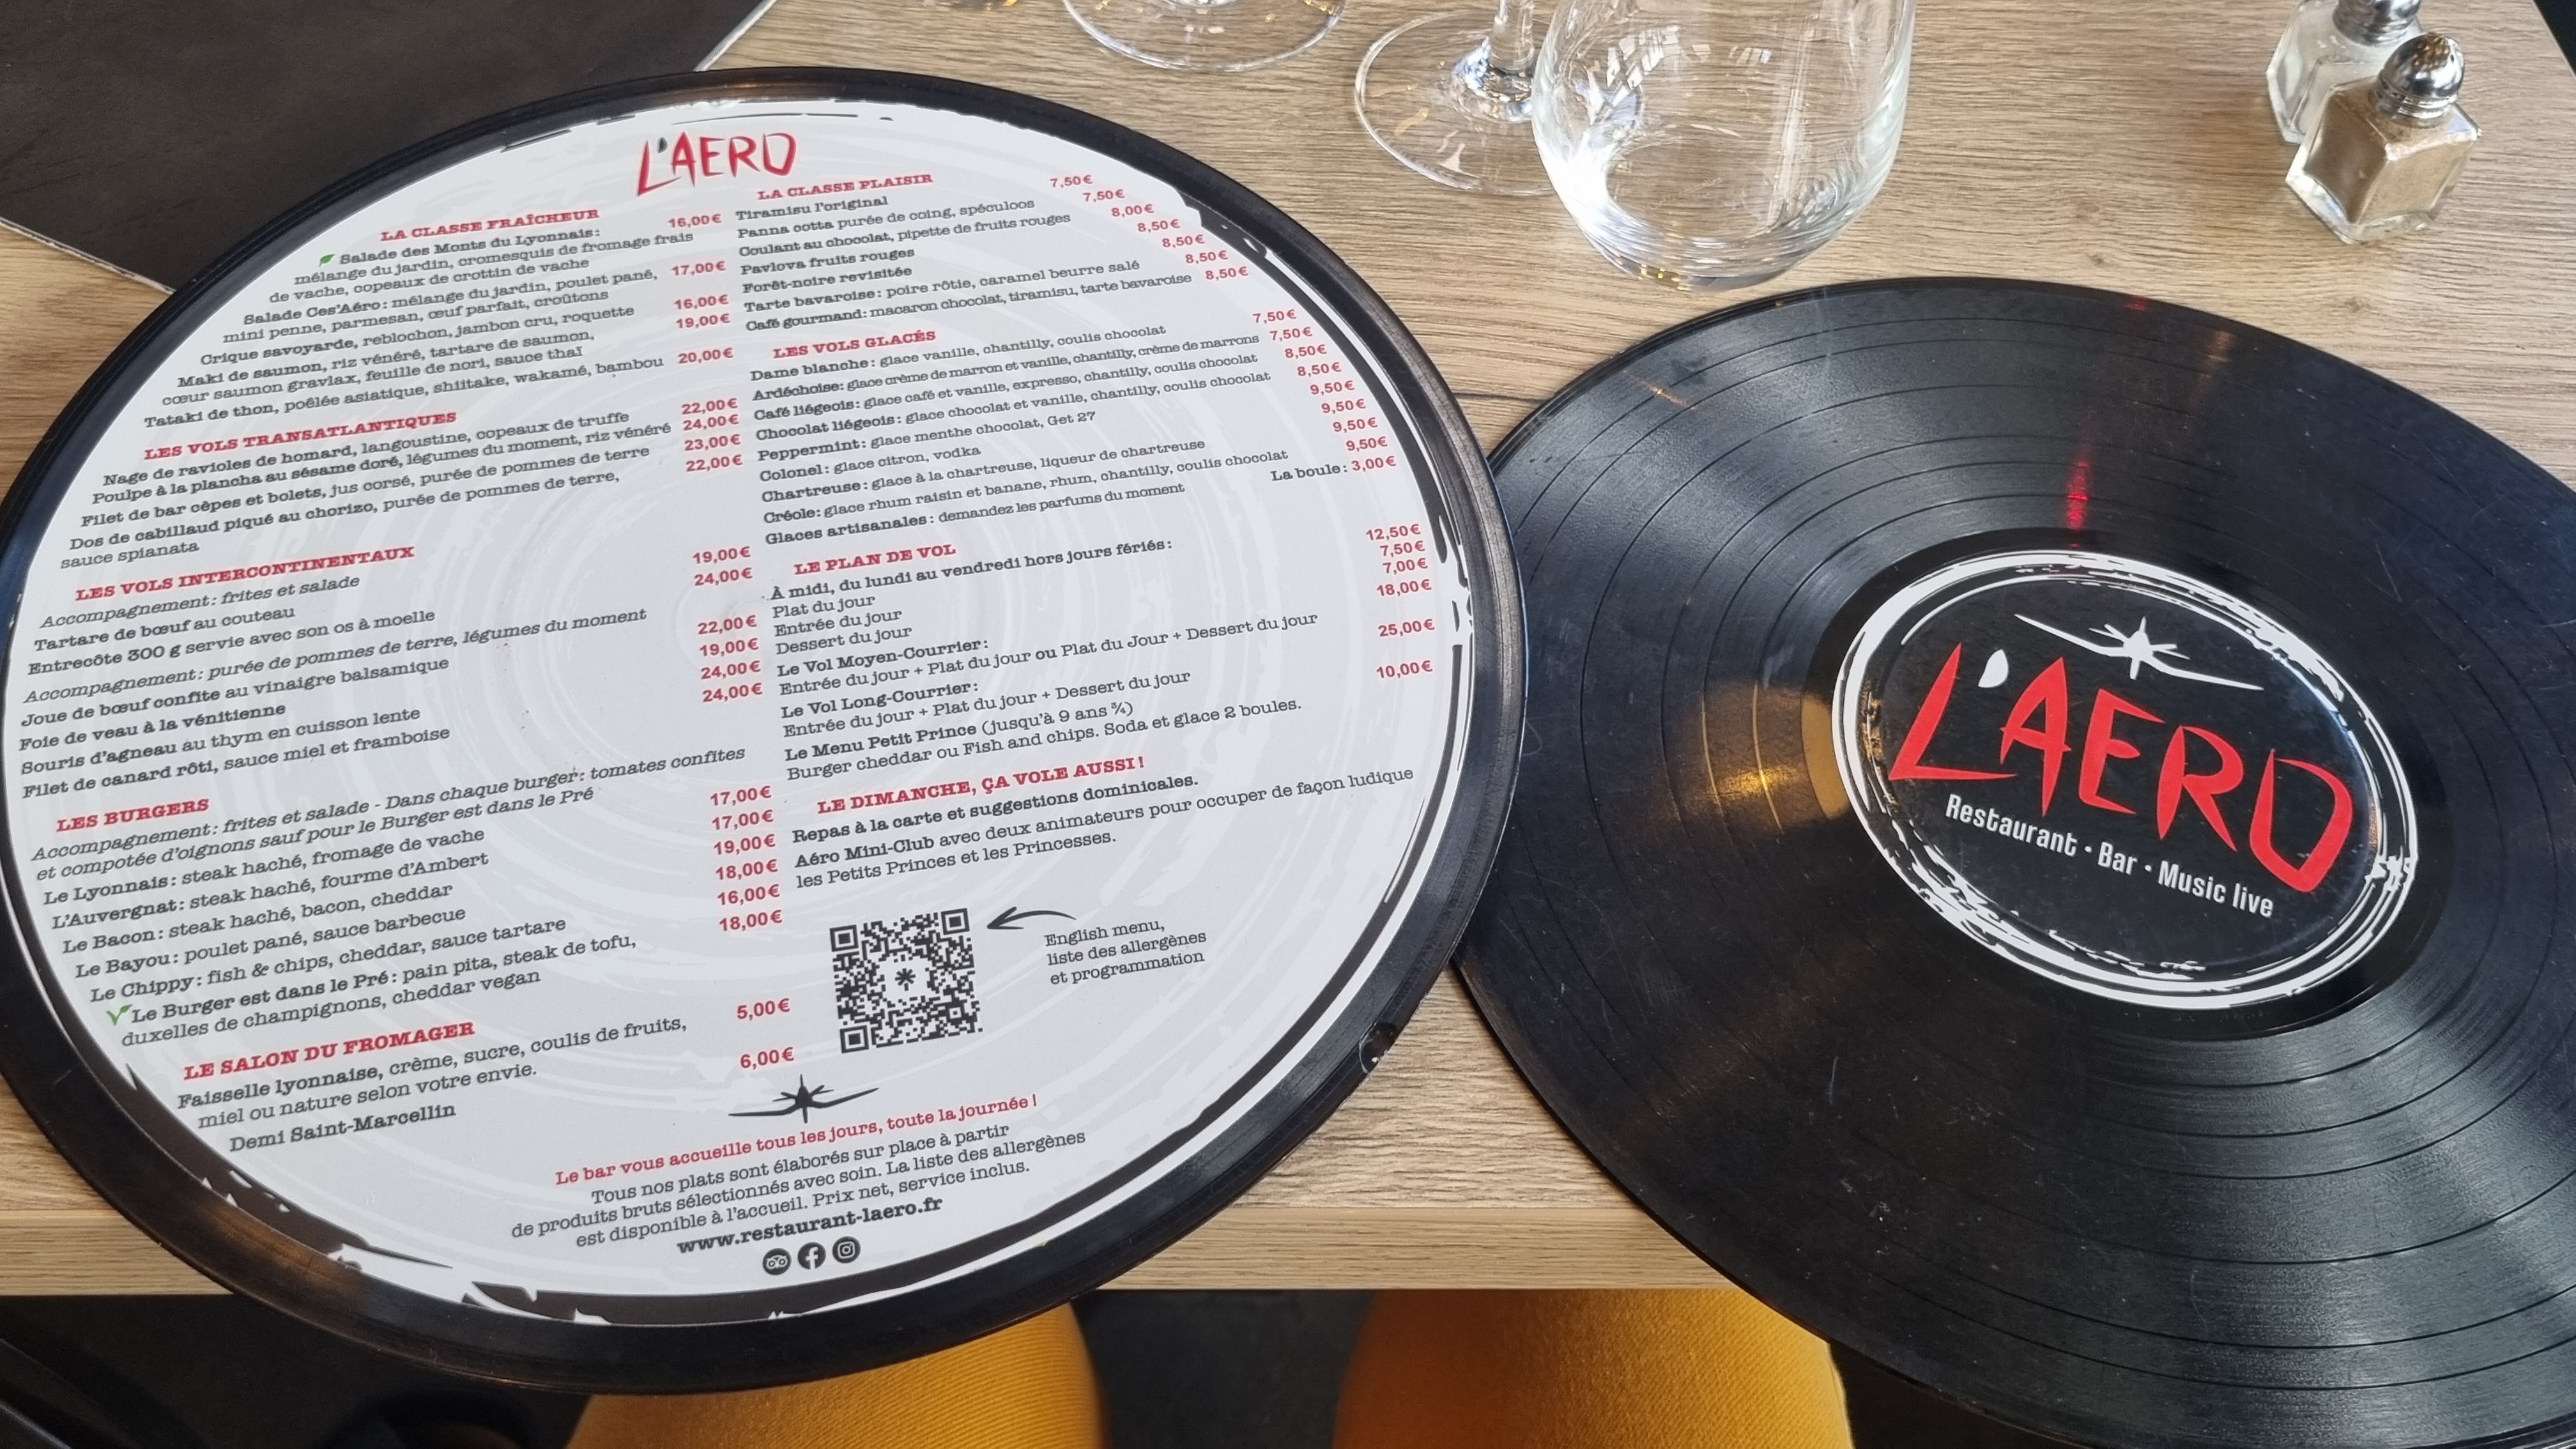 L'AERO
LA CLASSE FRAÎCHEUR
Salade des Monts du Lyonnais : 16,00€
mélange du jardin, cromesquis de fromage frais
de vache, copeaux de crottin de vache
Salade Ces'Aéro : mélange du jardin, poulet pané, 17,00€
mini penne, parmesan, œuf parfait, croûtons
Crique savoyarde, reblochon, jambon cru, roquette 16,00€
Maki de saumon, riz vénéré, tartare de saumon, 19,00€
cœur saumon gravlax, feuille de nori, sauce thaï
Tataki de thon, poêlée asiatique, shiitake, wakamé, bambou 20,00€
LES VOLS TRANSATLANTIQUES
Nage de ravioles de homard, langoustine, copeaux de truffe 22,00€
Poulpe à la plancha au sésame doré, légumes du moment, riz vénéré 24,00€
Filet de bar cèpes et bolets, jus corsé, purée de pommes de terre 23,00€
Dos de cabillaud piqué au chorizo, purée de pommes de terre, 22,00€
sauce spianata
LES VOLS INTERCONTINENTAUX
Accompagnement : frites et salade
Tartare de bœuf au couteau 19,00€
Entrecôte 300 g servie avec son os à moelle 24,00€
Accompagnement : purée de pommes de terre, légumes du moment
Joue de bœuf confite au vinaigre balsamique 22,00€
Foie de veau à la vénitienne 19,00€
Souris d'agneau au thym en cuisson lente 24,00€
Filet de canard rôti, sauce miel et framboise 24,00€
LES BURGERS
Accompagnement : frites et salade - Dans chaque burger : tomates confites
et compotée d'oignons sauf pour le Burger est dans le Pré
Le Lyonnais : steak haché, fromage de vache 17,00€
L'Auvergnat : steak haché, fourme d'Ambert 17,00€
Le Bacon : steak haché, bacon, cheddar 19,00€
Le Bayou : poulet pané, sauce barbecue 18,00€
Le Chippy : fish & chips, cheddar, sauce tartare 16,00€
Le Burger est dans le Pré : pain pita, steak de tofu, 18,00€
duxelles de champignons, cheddar vegan
LE SALON DU FROMAGER
Faisselle lyonnaise, crème, sucre, coulis de fruits, 5,00€
miel ou nature selon votre envie.
Demi Saint-Marcellin 6,00€
LA CLASSE PLAISIR
Tiramisu l'original 7,50€
Panna cotta purée de coing, spéculoos 7,50€
Coulant au chocolat, pipette de fruits rouges 8,00€
Pavlova fruits rouges 8,50€
Forêt-noire revisitée 8,50€
Tarte bavaroise : poire rôtie, caramel beurre salé 8,50€
Café gourmand : macaron chocolat, tiramisu, tarte bavaroise 8,50€
LES VOLS GLACÉS
Dame blanche : glace vanille, chantilly, coulis chocolat 7,50€
Ardéchoise : glace crème de marron et vanille, chantilly, crème de marrons 7,50€
Café liégeois : glace café et vanille, expresso, chantilly, coulis chocolat 8,50€
Chocolat liégeois : glace chocolat et vanille, chantilly, coulis chocolat 8,50€
Peppermint : glace menthe chocolat, Get 27 9,50€
Colonel : glace citron, vodka 9,50€
Chartreuse : glace à la chartreuse, liqueur de chartreuse 9,50€
Créole : glace rhum raisin et banane, rhum, chantilly, coulis chocolat 9,50€
Glaces artisanales : demandez les parfums du moment La boule : 3,00€
LE PLAN DE VOL
À midi, du lundi au vendredi hors jours fériés :
Plat du jour 12,50€
Entrée du jour 7,50€
Dessert du jour 7,00€
Le Vol Moyen-Courrier : 18,00€
Entrée du jour + Plat du jour ou Plat du Jour + Dessert du jour
Le Vol Long-Courrier : 25,00€
Entrée du jour + Plat du jour + Dessert du jour
Le Menu Petit Prince (jusqu'à 9 ans ¾) 10,00€
Burger cheddar ou Fish and chips. Soda et glace 2 boules.
LE DIMANCHE, ÇA VOLE AUSSI !
Repas à la carte et suggestions dominicales.
Aéro Mini-Club avec deux animateurs pour occuper de façon ludique
les Petits Princes et les Princesses.
English menu,
liste des allergènes
et programmation
Le bar vous accueille tous les jours, toute la journée !
Tous nos plats sont élaborés sur place à partir
de produits bruts sélectionnés avec soin. La liste des allergènes
est disponible à l'accueil. Prix net, service inclus.
www.restaurant-laero.fr
L'AERO
Restaurant • Bar • Music live